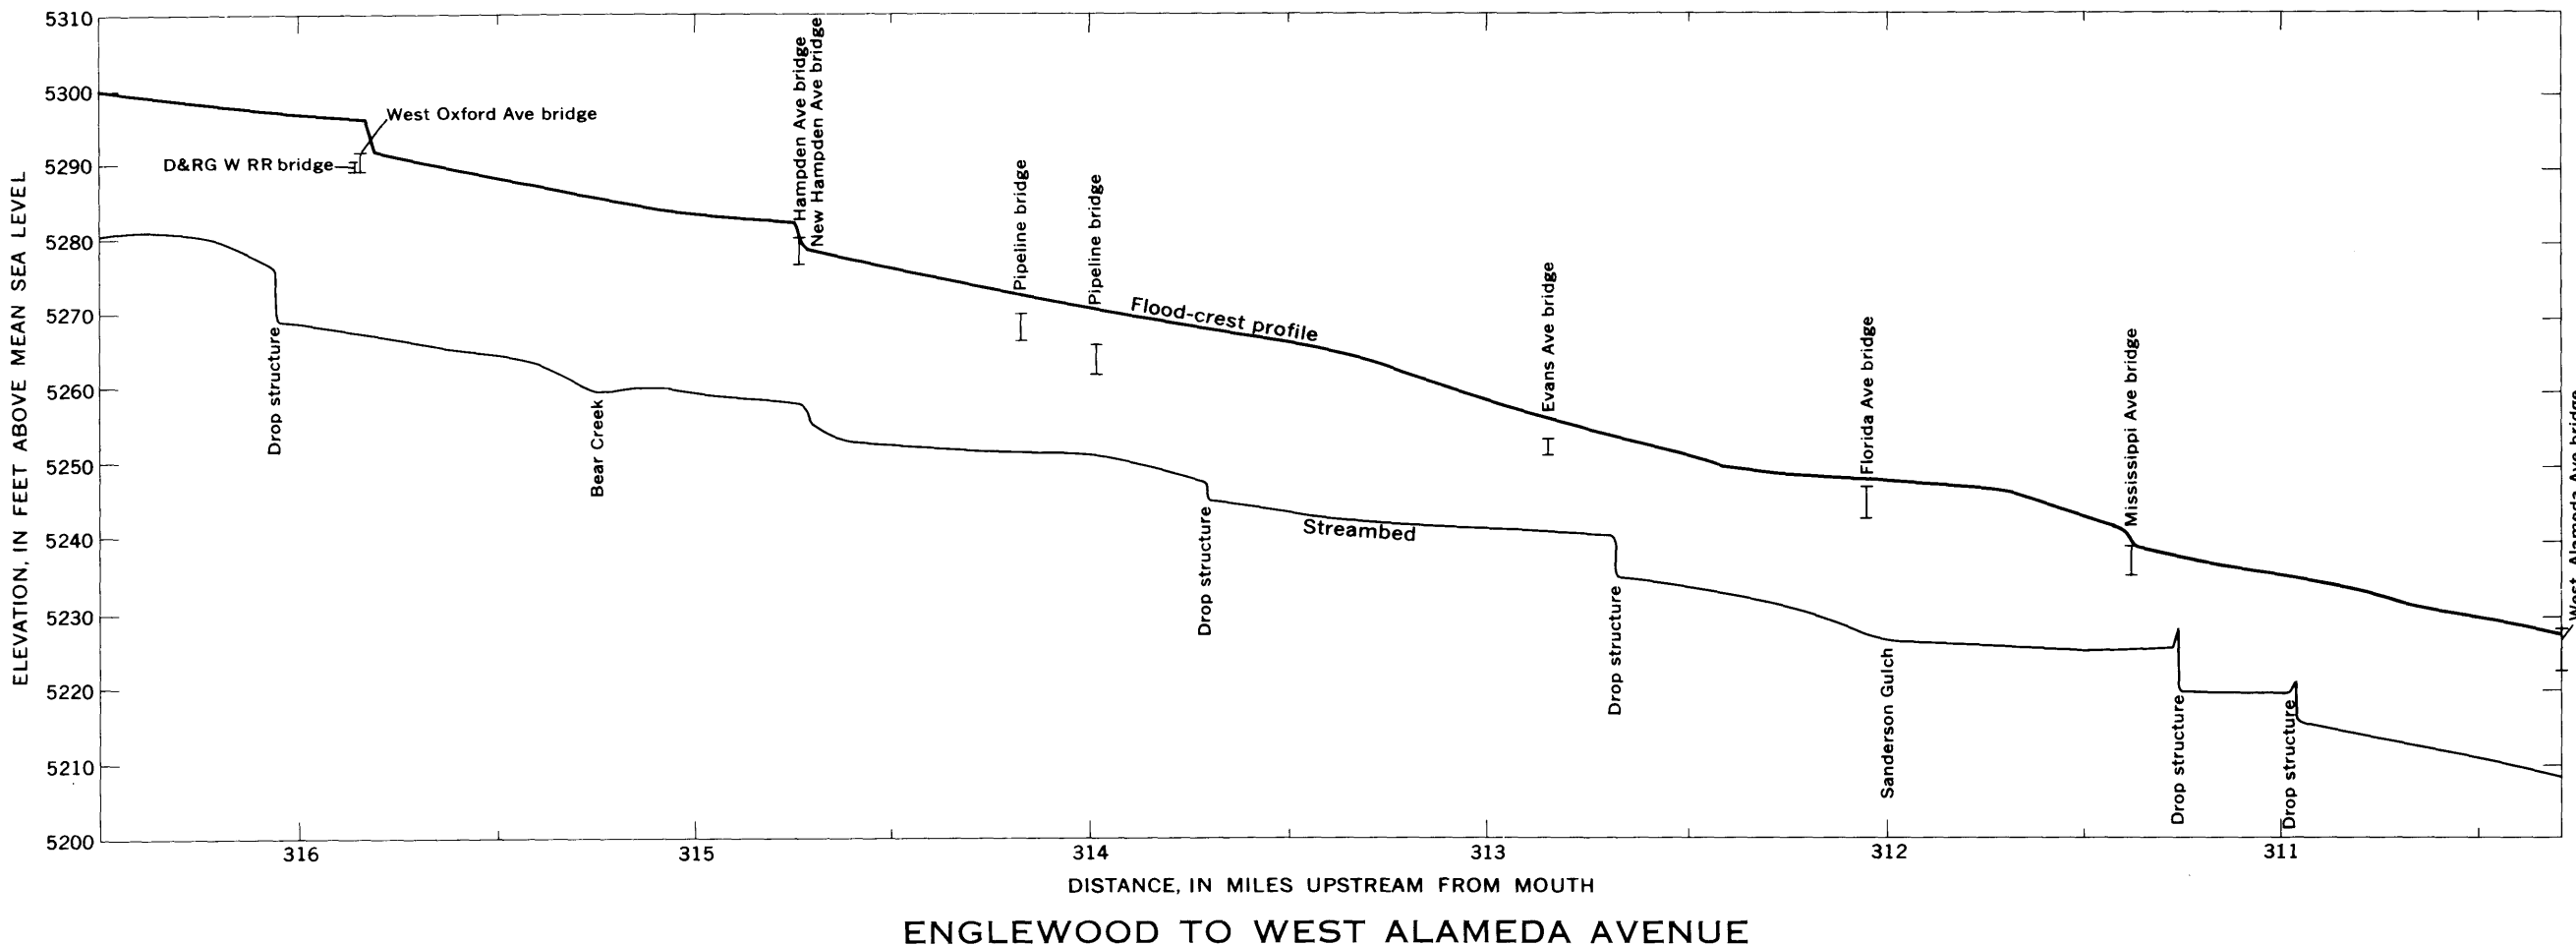 ELEVATION, IN FEET ABOVE MEAN SEA LEVEL
5310
5300
5290
5280
5270
5260
5250
5240
5230
5220
5210
5200
West Oxford Ave bridge
D&RG W RR bridge
Hampden Ave bridge
New Hampden Ave bridge
Pipeline bridge
Pipeline bridge
Flood-crest profile
Evans Ave bridge
Florida Ave bridge
Mississippi Ave bridge
West Alameda Ave bridge
Drop structure
Bear Creek
Drop structure
Streambed
Drop structure
Sanderson Gulch
Drop structure
Drop structure
316
315
314
313
312
311
DISTANCE, IN MILES UPSTREAM FROM MOUTH
ENGLEWOOD TO WEST ALAMEDA AVENUE